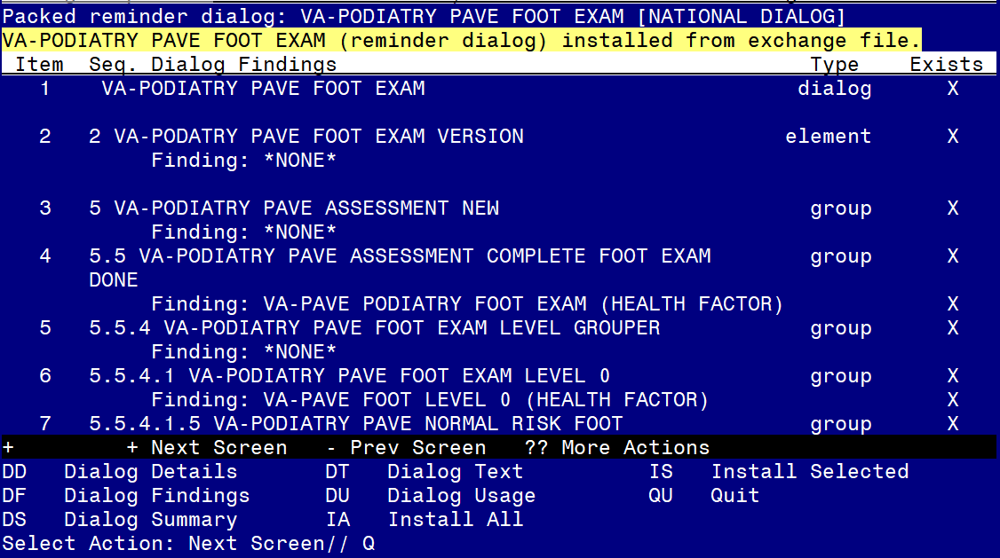 Packed reminder dialog: VA-PODIATRY PAVE FOOT EXAM [NATIONAL DIALOG]
VA-PODIATRY PAVE FOOT EXAM (reminder dialog) installed from exchange file.
Item Seq. Dialog Findings Type Exists
1 VA-PODIATRY PAVE FOOT EXAM dialog X
2 2 VA-PODATRY PAVE FOOT EXAM VERSION element X
Finding: *NONE*
3 5 VA-PODIATRY PAVE ASSESSMENT NEW group X
Finding: *NONE*
4 5.5 VA-PODIATRY PAVE ASSESSMENT COMPLETE FOOT EXAM group X
DONE
Finding: VA-PAVE PODIATRY FOOT EXAM (HEALTH FACTOR) X
5 5.5.4 VA-PODIATRY PAVE FOOT EXAM LEVEL GROUPER group X
Finding: *NONE*
6 5.5.4.1 VA-PODIATRY PAVE FOOT EXAM LEVEL 0 group X
Finding: VA-PAVE FOOT LEVEL 0 (HEALTH FACTOR) X
7 5.5.4.1.5 VA-PODIATRY PAVE NORMAL RISK FOOT group X
+ + Next Screen - Prev Screen ?? More Actions
DD Dialog Details DT Dialog Text IS Install Selected
DF Dialog Findings DU Dialog Usage QU Quit
DS Dialog Summary IA Install All
Select Action: Next Screen// Q